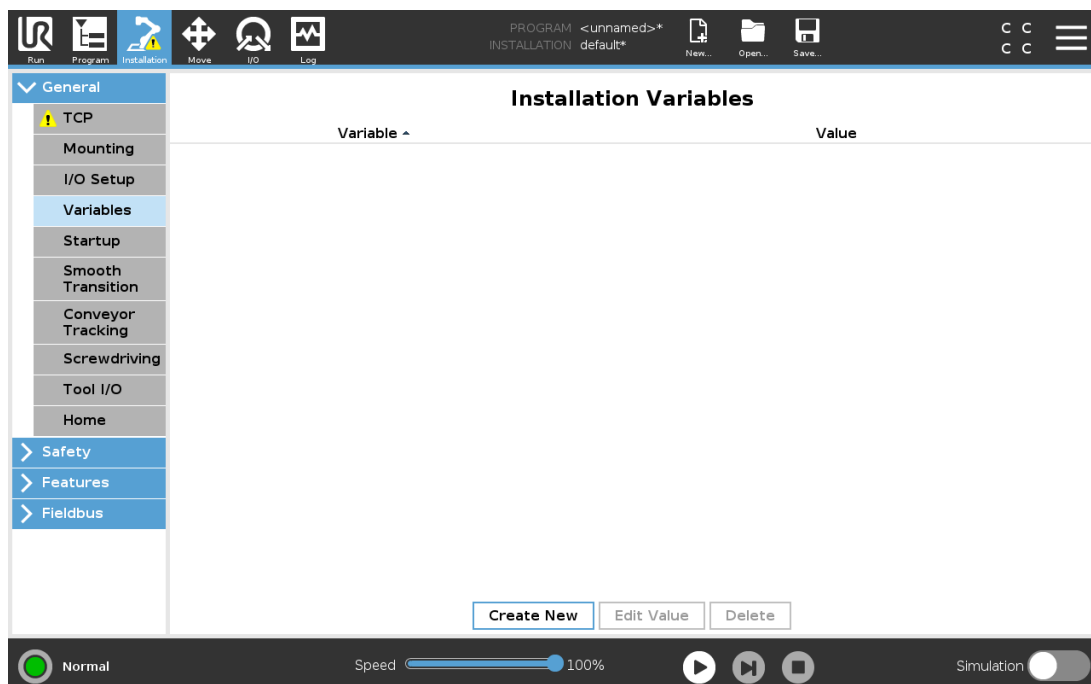 PROGRAM <unnamed>*
INSTALLATION default*
C C
C C
Run
Program
Installation
Move
I/O
Log
New...
Open...
Save...
General
TCP
Mounting
I/O Setup
Variables
Startup
Smooth
Transition
Conveyor
Tracking
Screwdriving
Tool I/O
Home
Safety
Features
Fieldbus
Installation Variables
Variable
Value
Create New
Edit Value
Delete
Normal
Speed
100%
Simulation